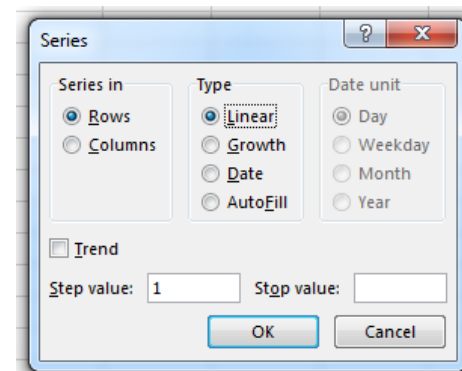 Series
Series in
Rows
Columns
Type
Linear
Growth
Date
AutoFill
Date unit
Day
Weekday
Month
Year
Trend
Step value: 1
Stop value:
OK
Cancel